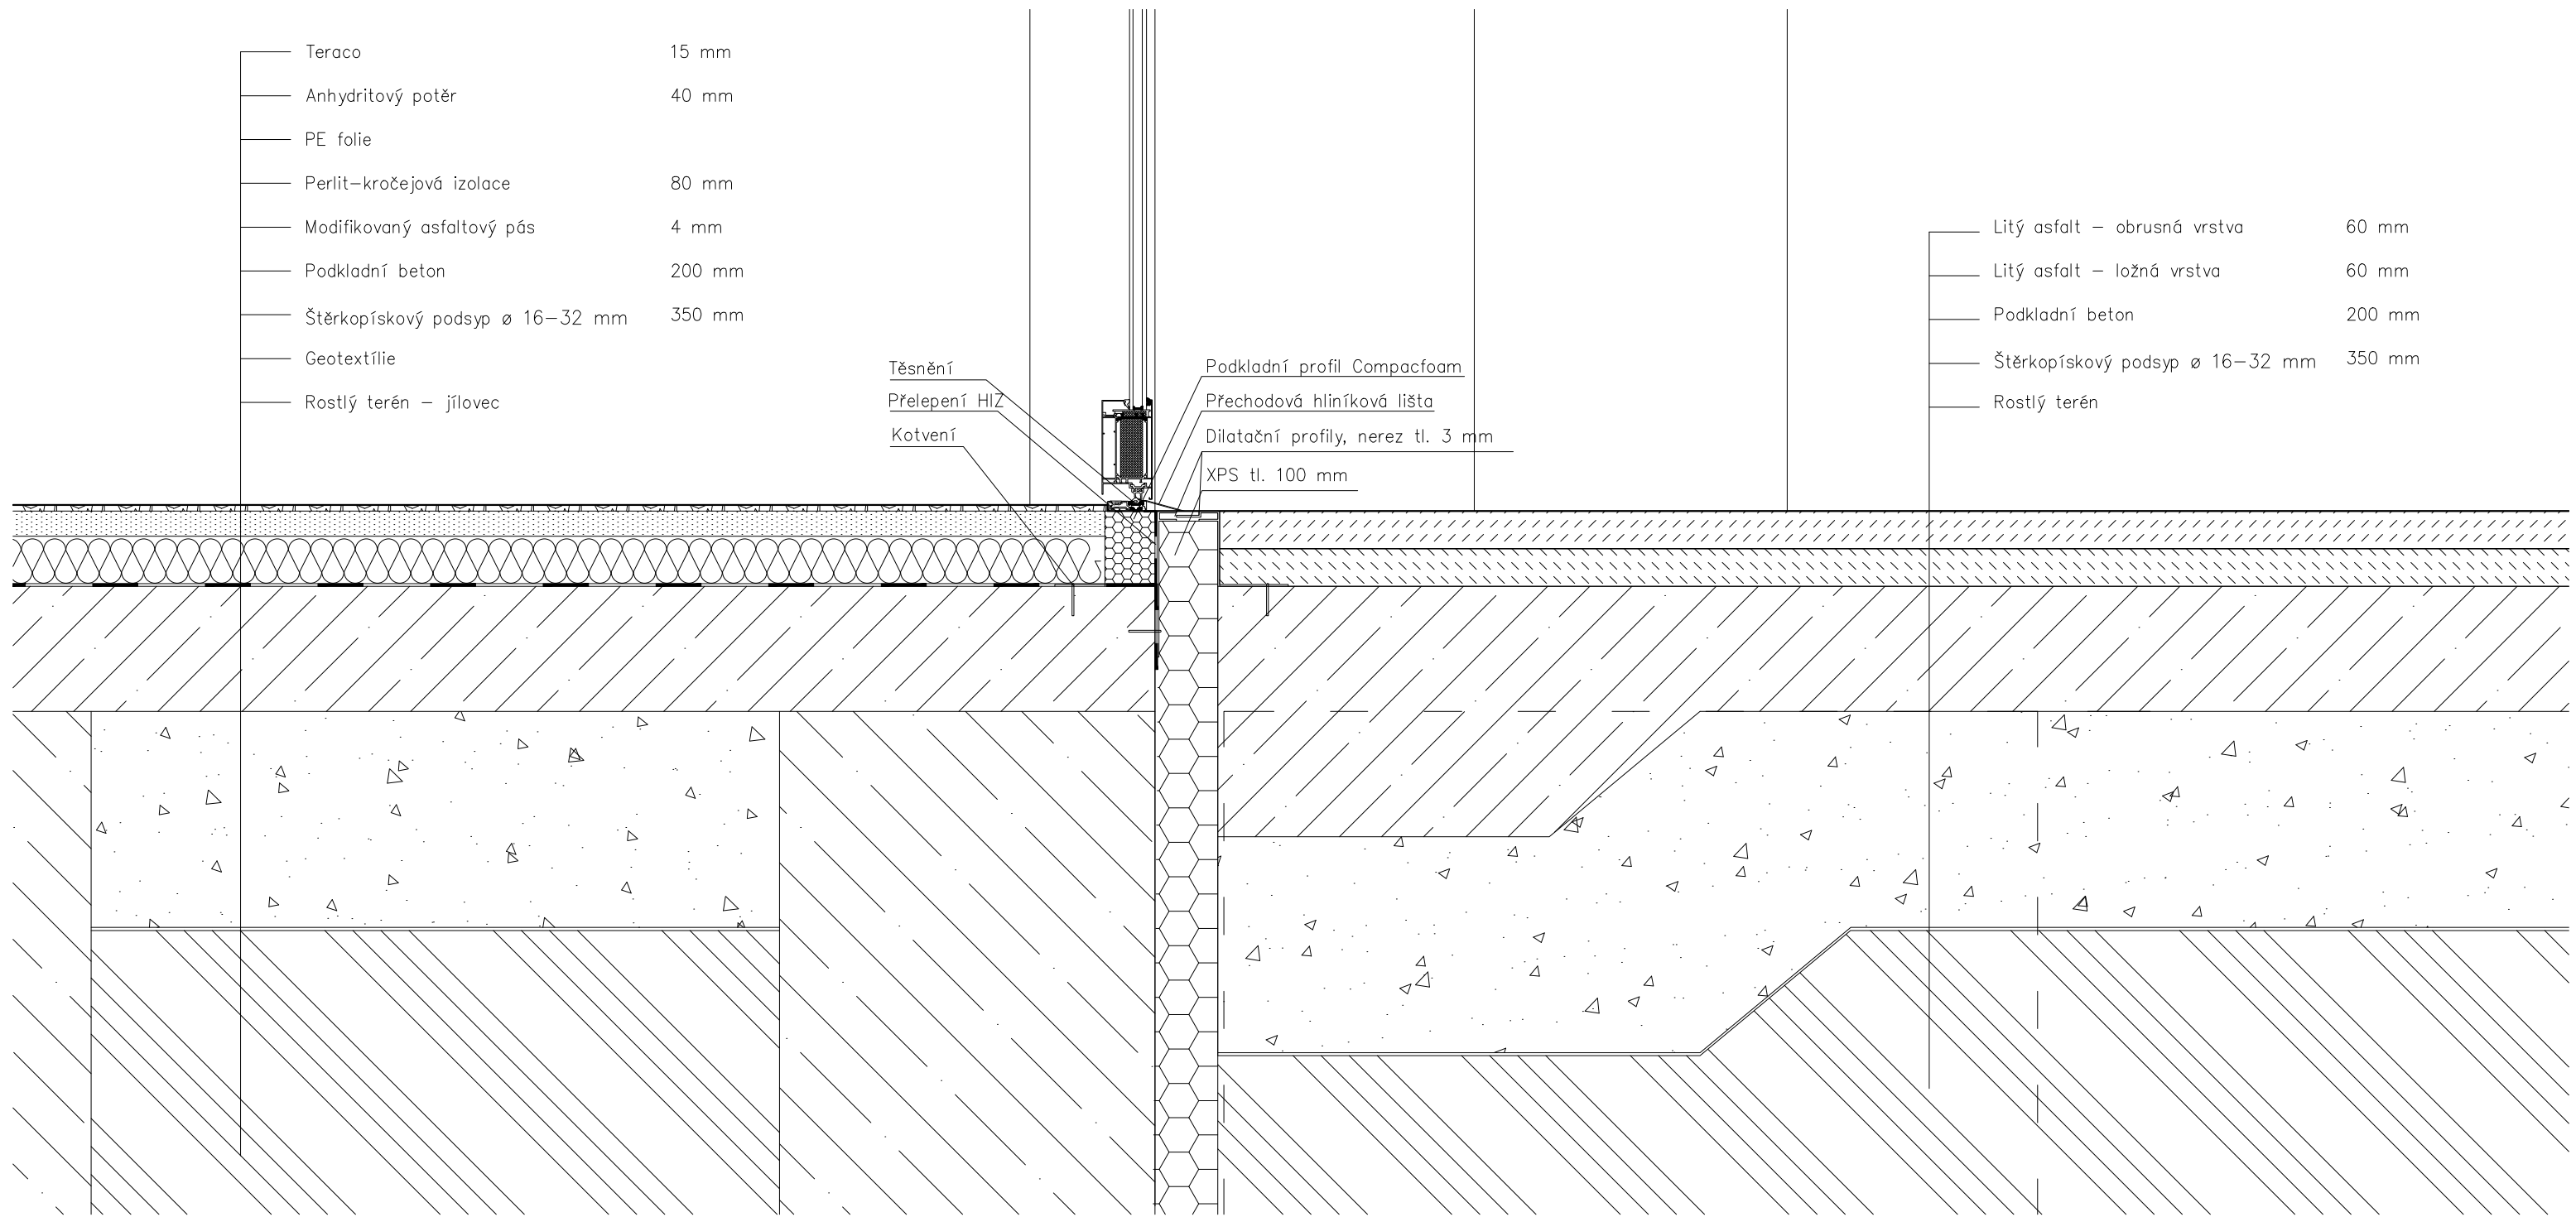 Teraco 15 mm
Anhydritový potěr 40 mm
PE folie
Perlit-kročejová izolace 80 mm
Modifikovaný asfaltový pás 4 mm
Podkladní beton 200 mm
Štěrkopískový podsyp ø 16-32 mm 350 mm
Geotextílie
Rostlý terén - jílovec
Těsnění
Přelepení HIZ
Kotvení
Podkladní profil Compacfoam
Přechodová hliníková lišta
Dilatační profily, nerez tl. 3 mm
XPS tl. 100 mm
Litý asfalt - obrusná vrstva 60 mm
Litý asfalt - ložná vrstva 60 mm
Podkladní beton 200 mm
Štěrkopískový podsyp ø 16-32 mm 350 mm
Rostlý terén